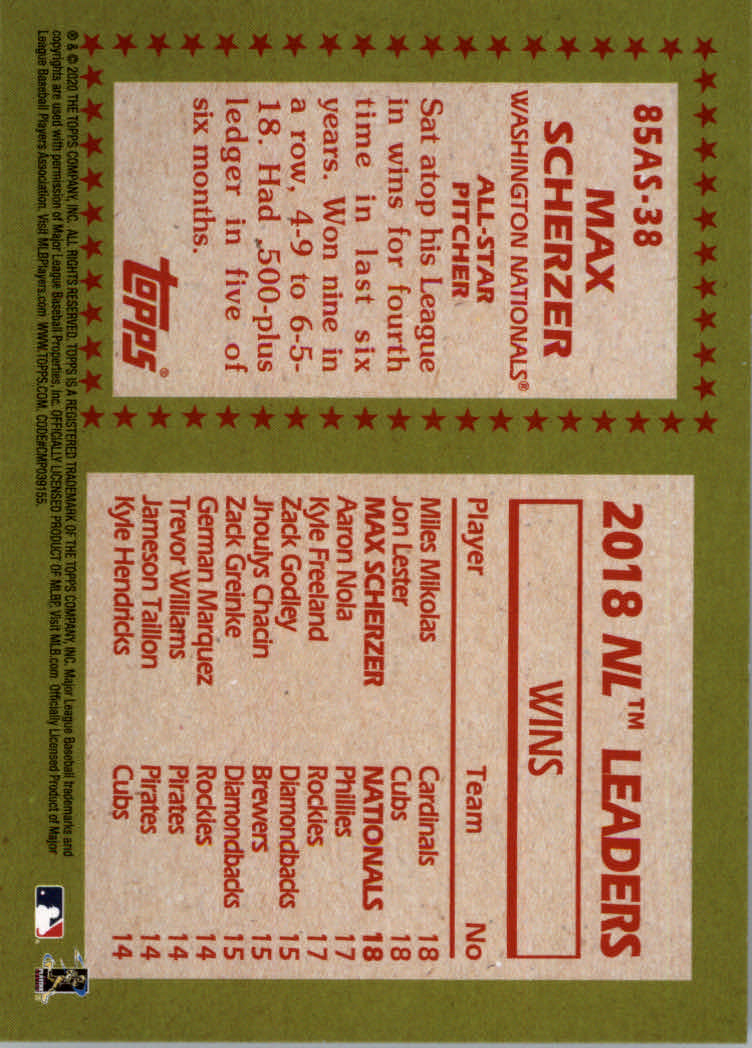 85AS-38
MAX
SCHERZER
WASHINGTON NATIONALS®
ALL-STAR
PITCHER
Sat atop his League
in wins for fourth
time in last six
years. Won nine in
a row, 4-9 to 6-5-
18. Had .500-plus
ledger in five of
six months.
topps®
2018 NL™ LEADERS
WINS
Player Team No
Miles Mikolas Cardinals 18
Jon Lester Cubs 18
MAX SCHERZER NATIONALS 18
Aaron Nola Phillies 17
Kyle Freeland Rockies 17
Zack Godley Diamondbacks 15
Jhoulys Chacin Brewers 15
Zack Greinke Diamondbacks 15
German Marquez Rockies 14
Trevor Williams Pirates 14
Jameson Taillon Pirates 14
Kyle Hendricks Cubs 14
® & © 2020 THE TOPPS COMPANY, INC. ALL RIGHTS RESERVED. TOPPS IS A REGISTERED TRADEMARK OF THE TOPPS COMPANY, INC. Major League Baseball trademarks and
copyrights are used with permission of Major League Baseball Properties, Inc. OFFICIALLY LICENSED PRODUCT OF MLBP. Visit MLB.com Officially Licensed Product of Major
League Baseball Players Association. Visit MLBPlayers.com WWW.TOPPS.COM. CODE#CMP039155.